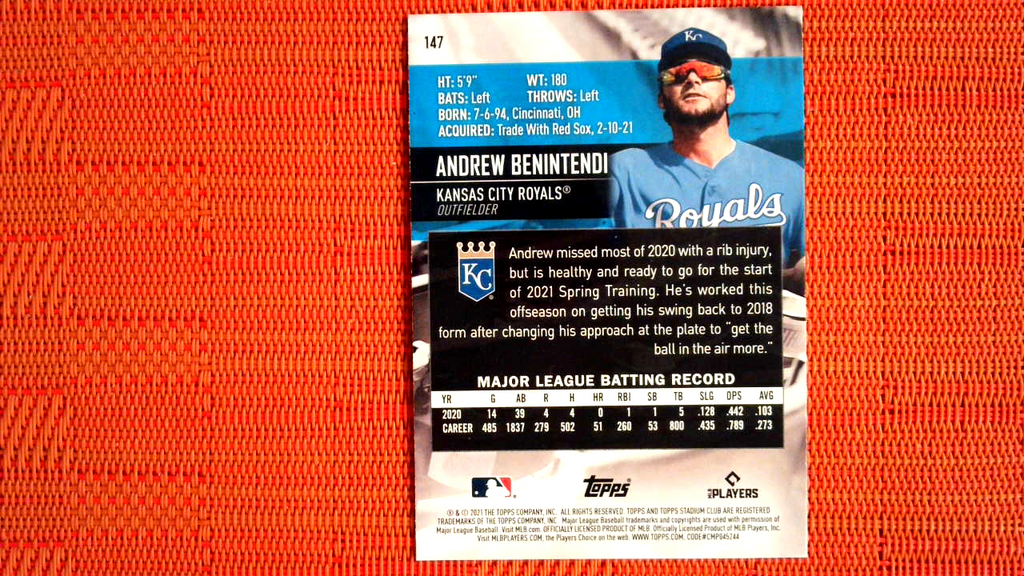 147
KC
HT: 5'9" WT: 180
BATS: Left THROWS: Left
BORN: 7-6-94, Cincinnati, OH
ACQUIRED: Trade With Red Sox, 2-10-21
ANDREW BENINTENDI
KANSAS CITY ROYALS®
OUTFIELDER
Royals
KC
Andrew missed most of 2020 with a rib injury,
but is healthy and ready to go for the start
of 2021 Spring Training. He's worked this
offseason on getting his swing back to 2018
form after changing his approach at the plate to "get the
ball in the air more."
MAJOR LEAGUE BATTING RECORD
YR G AB R H HR RBI SB TB SLG OPS AVG
2020 14 39 4 4 0 1 1 5 .128 .442 .103
CAREER 485 1837 279 502 51 260 53 800 .435 .789 .273
Topps®
MLB PLAYERS
® & © 2021 THE TOPPS COMPANY, INC. ALL RIGHTS RESERVED. TOPPS AND TOPPS STADIUM CLUB ARE REGISTERED
TRADEMARKS OF THE TOPPS COMPANY, INC. Major League Baseball trademarks and copyrights are used with permission of
Major League Baseball. Visit MLB.com. OFFICIALLY LICENSED PRODUCT OF MLB. Officially Licensed Product of MLB Players, Inc.
Visit MLBPLAYERS.COM, the Players Choice on the web. WWW.TOPPS.COM. CODE#CMP045244